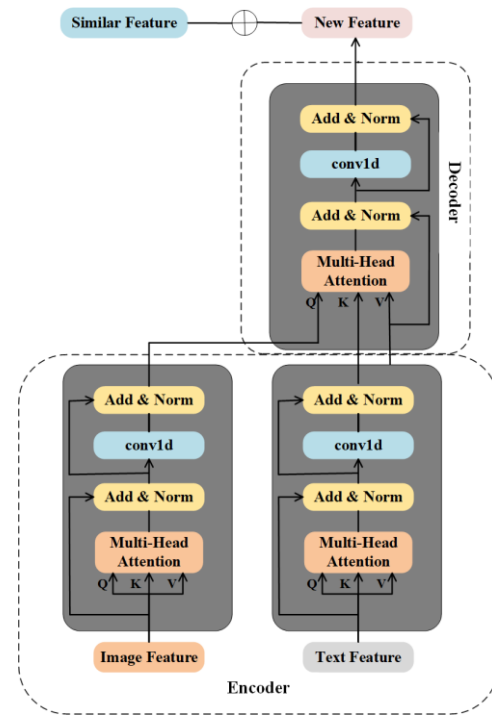 Similar Feature
New Feature
Add & Norm
conv1d
Add & Norm
Multi-Head
Attention
Q
K
V
Decoder
Add & Norm
conv1d
Add & Norm
Multi-Head
Attention
Q
K
V
Image Feature
Add & Norm
conv1d
Add & Norm
Multi-Head
Attention
Q
K
V
Text Feature
Encoder